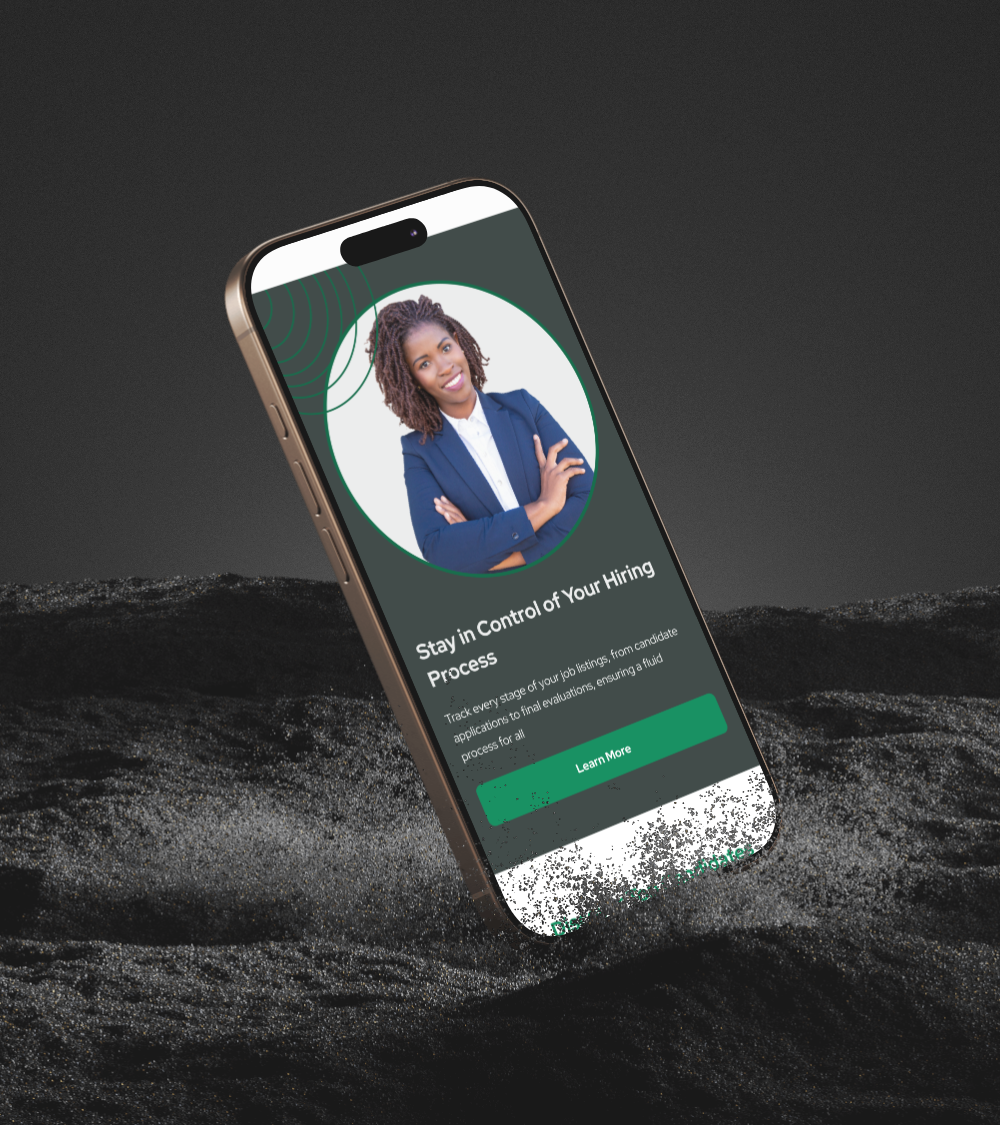 Stay in Control of Your Hiring
Process
Track every stage of your job listings, from candidate
applications to final evaluations, ensuring a fluid
process for all
Learn More